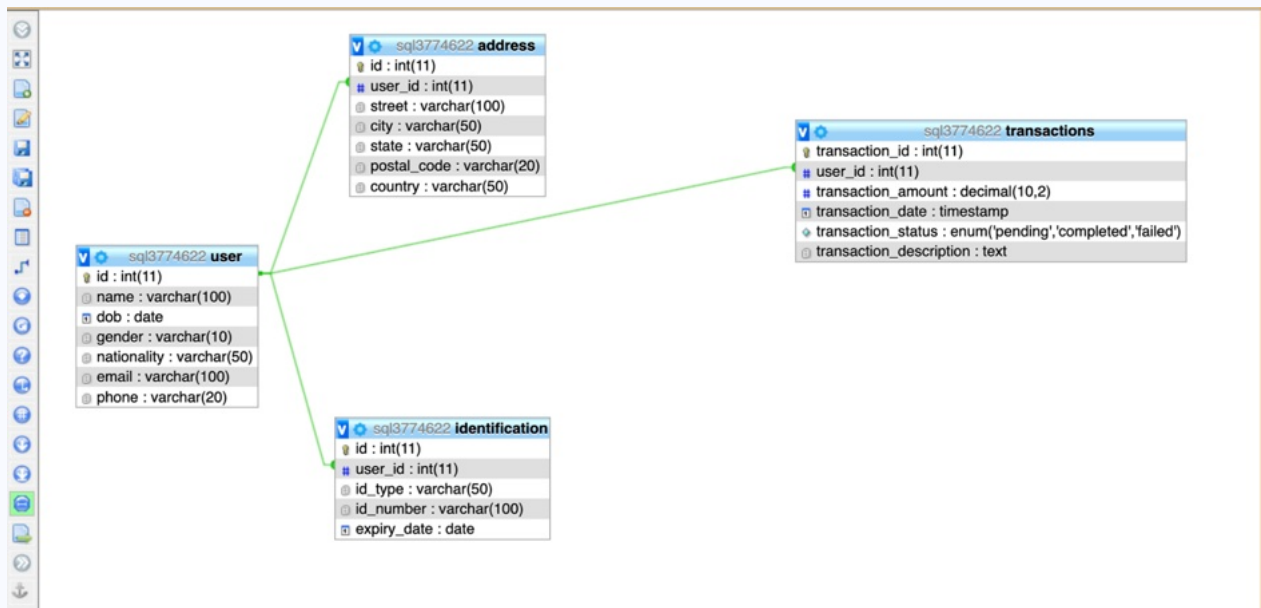 sql3774622 address
id : int(11)
user_id : int(11)
street : varchar(100)
city : varchar(50)
state : varchar(50)
postal_code : varchar(20)
country : varchar(50)
sql3774622 transactions
transaction_id : int(11)
user_id : int(11)
transaction_amount : decimal(10,2)
transaction_date : timestamp
transaction_status : enum('pending','completed','failed')
transaction_description : text
sql3774622 user
id : int(11)
name : varchar(100)
dob : date
gender : varchar(10)
nationality : varchar(50)
email : varchar(100)
phone : varchar(20)
sql3774622 identification
id : int(11)
user_id : int(11)
id_type : varchar(50)
id_number : varchar(100)
expiry_date : date